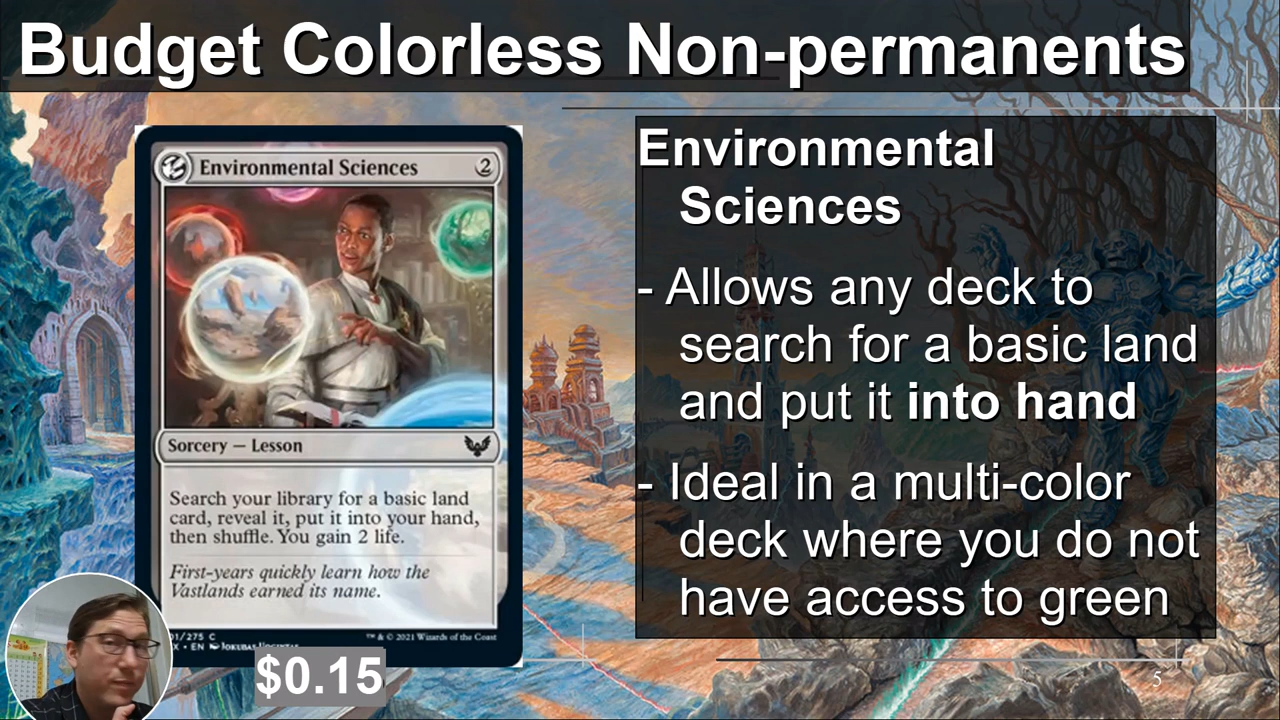 Budget Colorless Non-permanents
Environmental Sciences 2
Sorcery — Lesson
Search your library for a basic land
card, reveal it, put it into your hand,
then shuffle. You gain 2 life.
First-years quickly learn how the
Vastlands earned its name.
01/275 C
EN
™ & © 2021 Wizards of the Coast
$0.15
Environmental
Sciences
- Allows any deck to
search for a basic land
and put it into hand
- Ideal in a multi-color
deck where you do not
have access to green
5